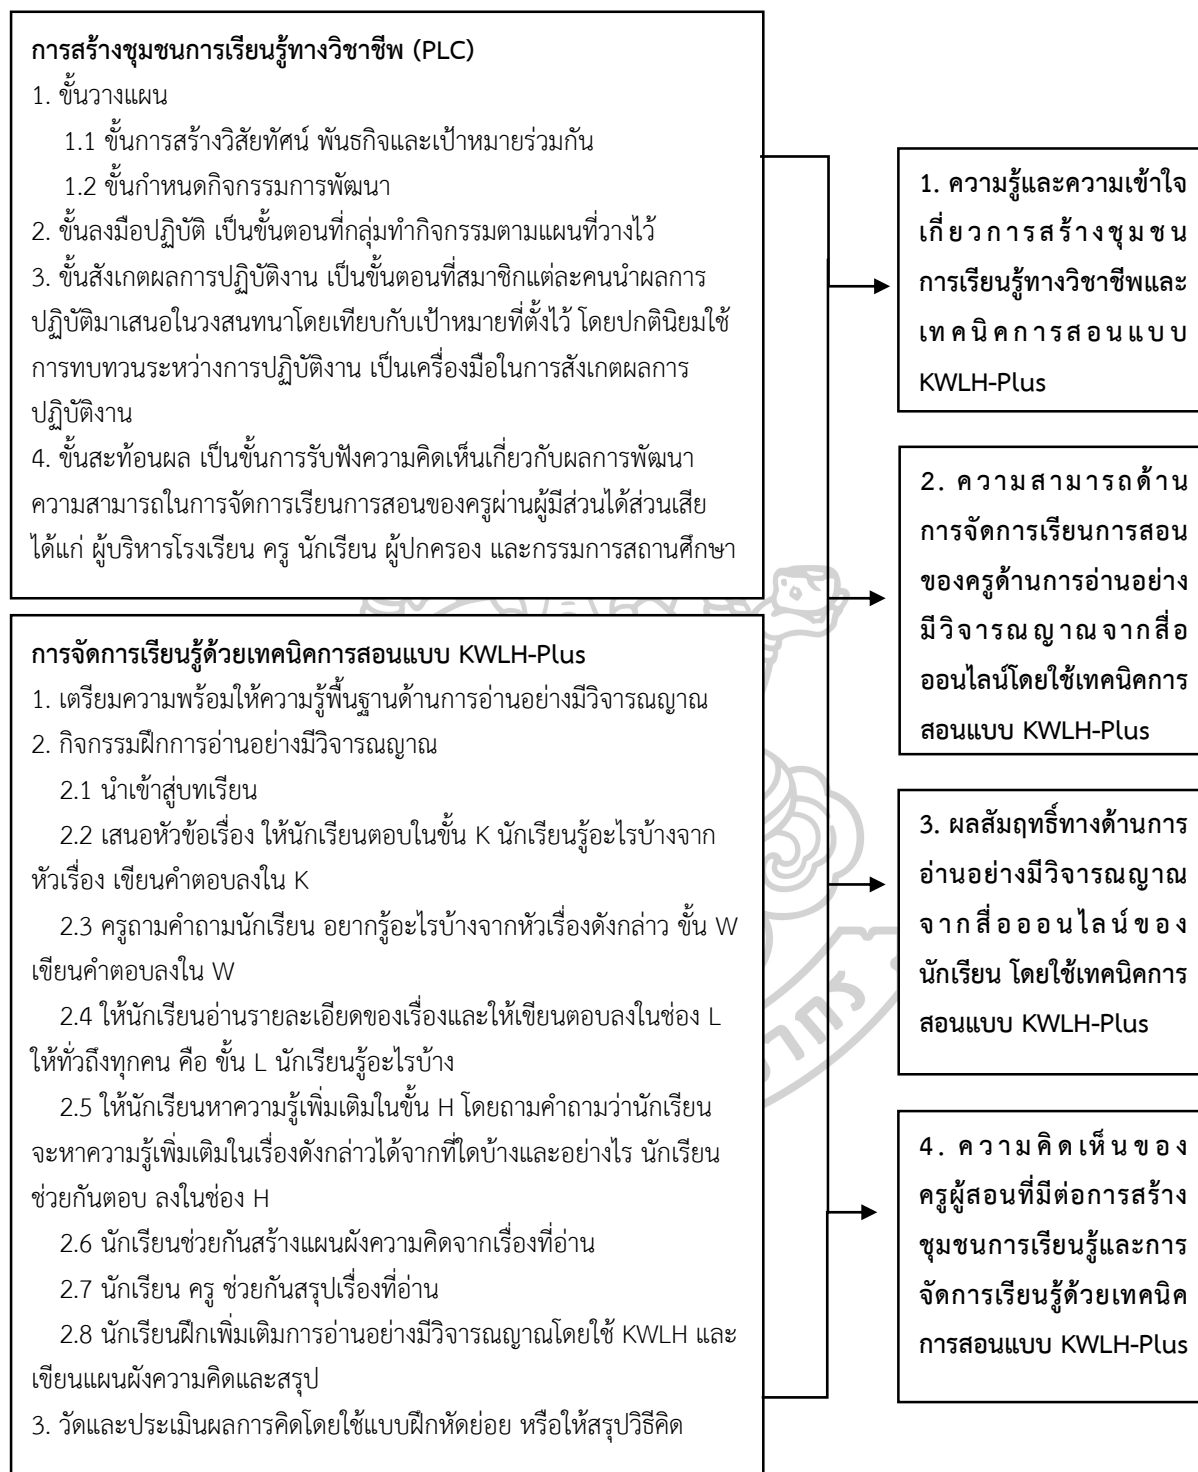 การสร้างชุมชนการเรียนรู้ทางวิชาชีพ (PLC)
1. ขั้นวางแผน
1.1 ขั้นการสร้างวิสัยทัศน์ พันธกิจและเป้าหมายร่วมกัน
1.2 ขั้นกำหนดกิจกรรมการพัฒนา
2. ขั้นลงมือปฏิบัติ เป็นขั้นตอนที่กลุ่มทำกิจกรรมตามแผนที่วางไว้
3. ขั้นสังเกตผลการปฏิบัติงาน เป็นขั้นตอนที่สมาชิกแต่ละคนนำผลการ
ปฏิบัติมาเสนอในวงสนทนาโดยเทียบกับเป้าหมายที่ตั้งไว้ โดยปกตินิยมใช้
การทบทวนระหว่างการปฏิบัติงาน เป็นเครื่องมือในการสังเกตผลการ
ปฏิบัติงาน
4. ขั้นสะท้อนผล เป็นขั้นการรับฟังความคิดเห็นเกี่ยวกับผลการพัฒนา
ความสามารถในการจัดการเรียนการสอนของครูผ่านผู้มีส่วนได้ส่วนเสีย
ได้แก่ ผู้บริหารโรงเรียน ครู นักเรียน ผู้ปกครอง และกรรมการสถานศึกษา
การจัดการเรียนรู้ด้วยเทคนิคการสอนแบบ KWLH-Plus
1. เตรียมความพร้อมให้ความรู้พื้นฐานด้านการอ่านอย่างมีวิจารณญาณ
2. กิจกรรมฝึกการอ่านอย่างมีวิจารณญาณ
2.1 นำเข้าสู่บทเรียน
2.2 เสนอหัวข้อเรื่อง ให้นักเรียนตอบในขั้น K นักเรียนรู้อะไรบ้างจาก
หัวเรื่อง เขียนคำตอบลงใน K
2.3 ครูถามคำถามนักเรียน อยากรู้อะไรบ้างจากหัวเรื่องดังกล่าว ขั้น W
เขียนคำตอบลงใน W
2.4 ให้นักเรียนอ่านรายละเอียดของเรื่องและให้เขียนตอบลงในช่อง L
ให้ทั่วถึงทุกคน คือ ขั้น L นักเรียนรู้อะไรบ้าง
2.5 ให้นักเรียนหาความรู้เพิ่มเติมในขั้น H โดยถามคำถามว่านักเรียน
จะหาความรู้เพิ่มเติมในเรื่องดังกล่าวได้จากที่ใดบ้างและอย่างไร นักเรียน
ช่วยกันตอบ ลงในช่อง H
2.6 นักเรียนช่วยกันสร้างแผนผังความคิดจากเรื่องที่อ่าน
2.7 นักเรียน ครู ช่วยกันสรุปเรื่องที่อ่าน
2.8 นักเรียนฝึกเพิ่มเติมการอ่านอย่างมีวิจารณญาณโดยใช้ KWLH และ
เขียนแผนผังความคิดและสรุป
3. วัดและประเมินผลการคิดโดยใช้แบบฝึกหัดย่อย หรือให้สรุปวิธีคิด
1. ความรู้และความเข้าใจ
เกี่ยวการสร้างชุมชน
การเรียนรู้ทางวิชาชีพและ
เทคนิคการสอนแบบ
KWLH-Plus
2. ความสามารถด้าน
การจัดการเรียนการสอน
ของครูด้านการอ่านอย่าง
มีวิจารณญาณจากสื่อ
ออนไลน์โดยใช้เทคนิคการ
สอนแบบ KWLH-Plus
3. ผลสัมฤทธิ์ทางด้านการ
อ่านอย่างมีวิจารณญาณ
จากสื่อออนไลน์ของ
นักเรียน โดยใช้เทคนิคการ
สอนแบบ KWLH-Plus
4. ความคิดเห็นของ
ครูผู้สอนที่มีต่อการสร้าง
ชุมชนการเรียนรู้และการ
จัดการเรียนรู้ด้วยเทคนิค
การสอนแบบ KWLH-Plus